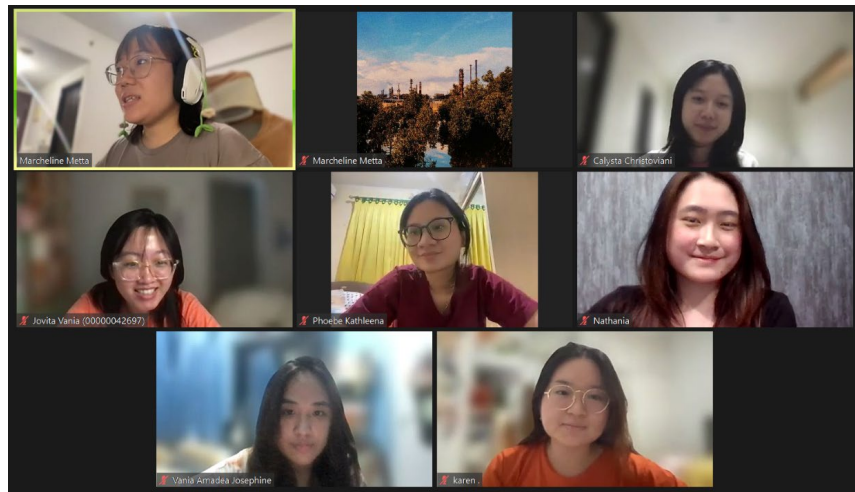 Marcheline Metta
Marcheline Metta
Calysta Christoviani
Jovita Vania (00000042697)
Phoebe Kathleena
Nathania
Vania Amadea Josephine
karen .